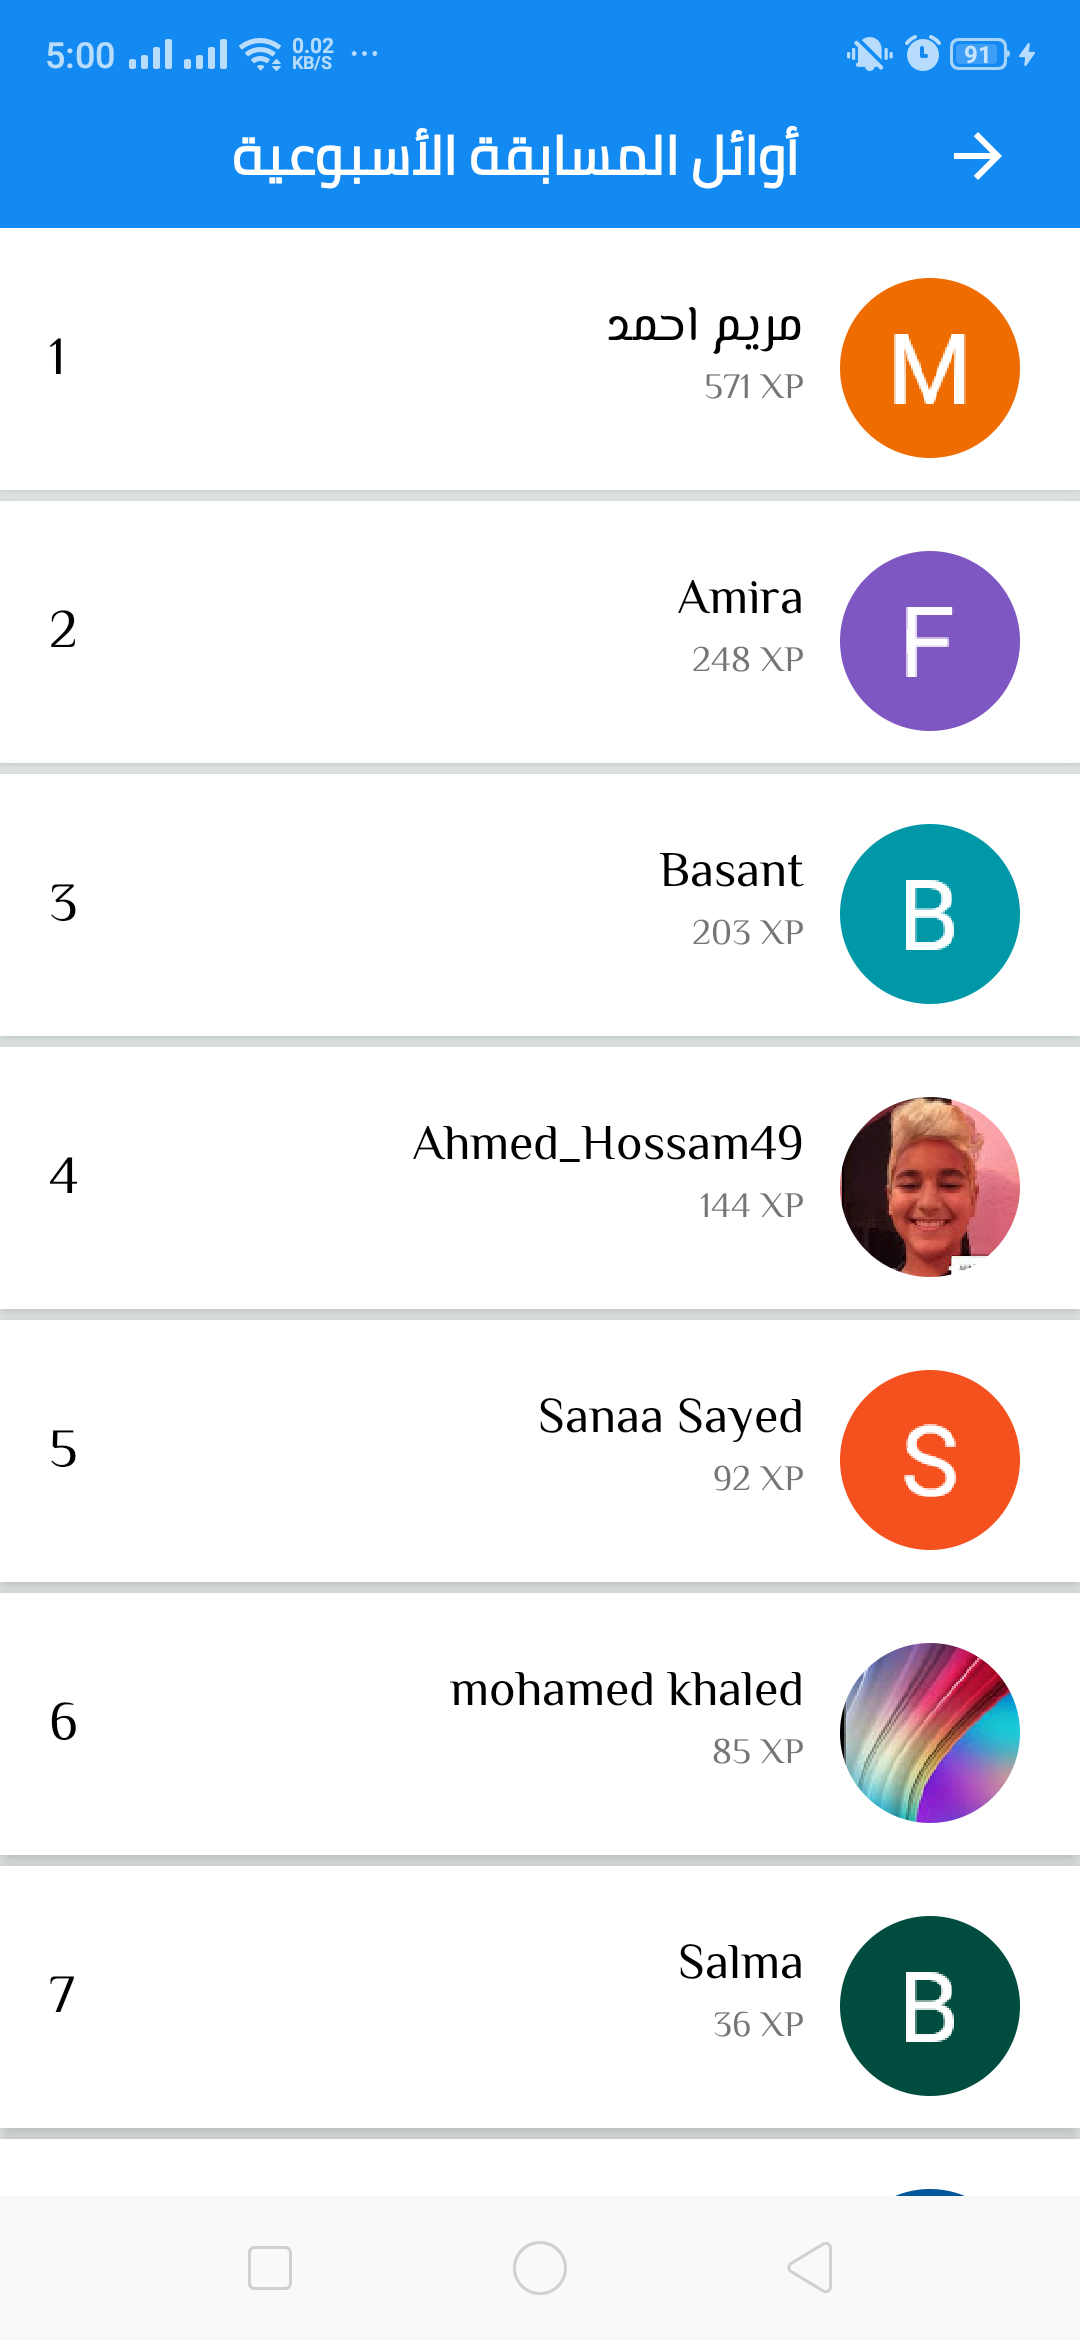 5:00 0.02 KB/S ... 91
أوائل المسابقة الأسبوعية
M مريم احمد 1
571 XP
F Amira 2
248 XP
B Basant 3
203 XP
Ahmed_Hossam49 4
144 XP
S Sanaa Sayed 5
92 XP
mohamed khaled 6
85 XP
B Salma 7
36 XP